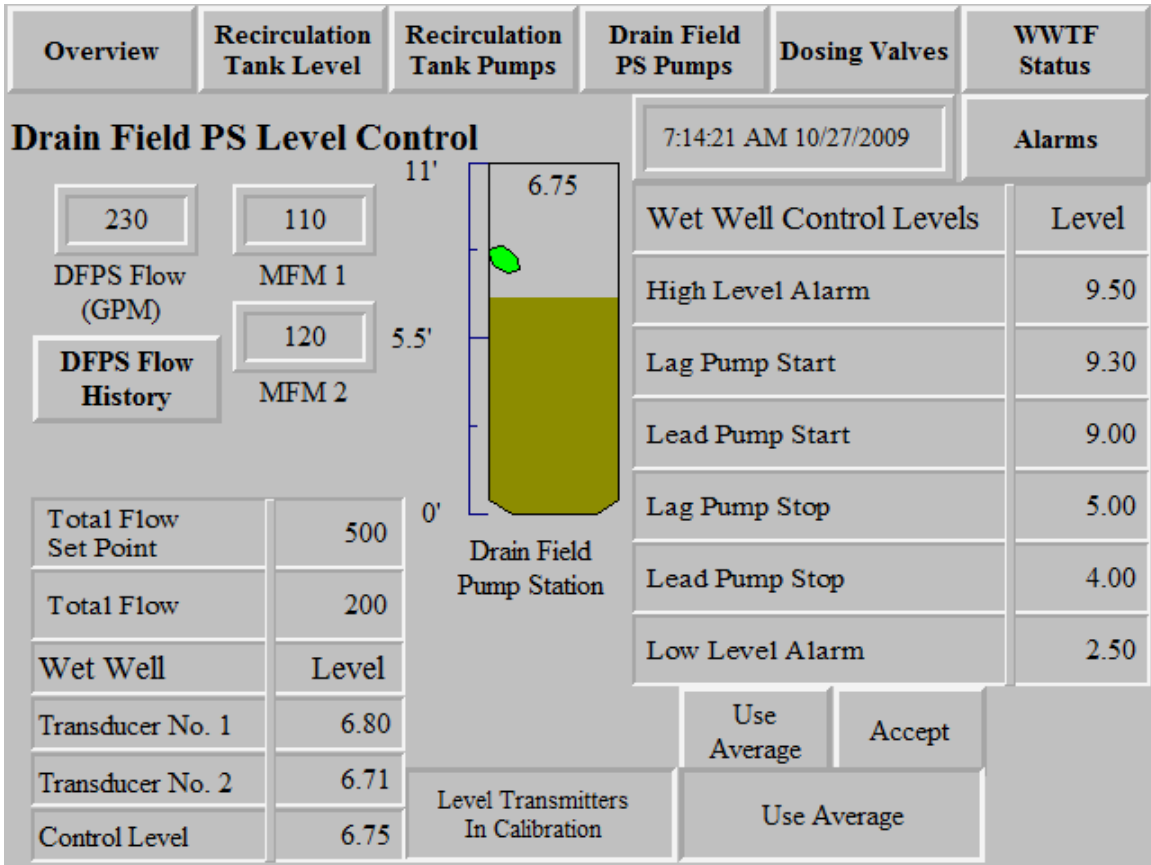 Overview
Recirculation
Tank Level
Recirculation
Tank Pumps
Drain Field
PS Pumps
Dosing Valves
WWTF
Status
Drain Field PS Level Control
7:14:21 AM 10/27/2009
Alarms
230
DFPS Flow
(GPM)
110
MFM 1
120
MFM 2
DFPS Flow
History
11'
6.75
5.5'
0'
Drain Field
Pump Station
Wet Well Control Levels Level
High Level Alarm 9.50
Lag Pump Start 9.30
Lead Pump Start 9.00
Lag Pump Stop 5.00
Lead Pump Stop 4.00
Low Level Alarm 2.50
Total Flow
Set Point 500
Total Flow 200
Wet Well Level
Transducer No. 1 6.80
Transducer No. 2 6.71
Control Level 6.75
Use
Average
Accept
Level Transmitters
In Calibration
Use Average